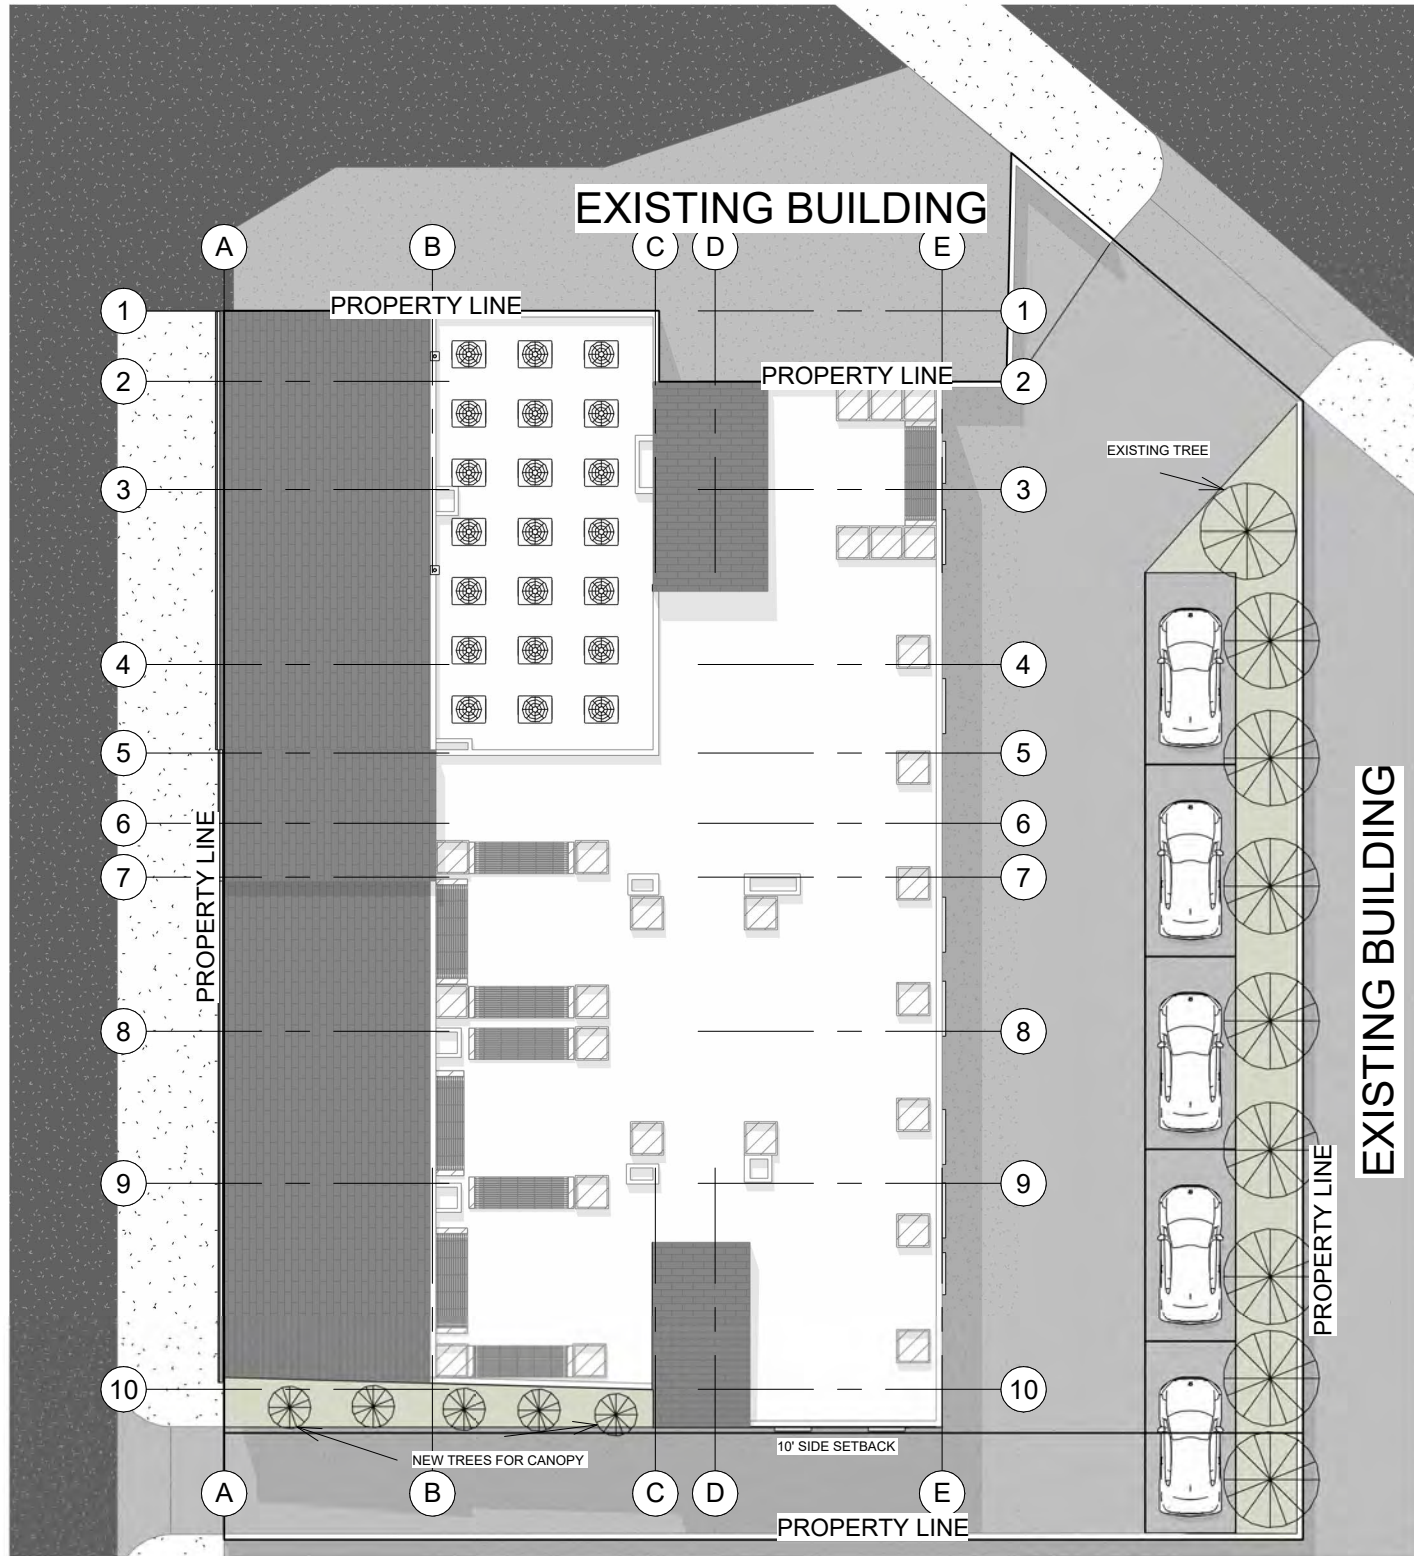 EXISTING BUILDING
A
B
C
D
E
PROPERTY LINE
1
1
PROPERTY LINE
2
2
EXISTING TREE
3
3
4
4
5
5
6
6
PROPERTY LINE
7
7
EXISTING BUILDING
8
8
9
9
PROPERTY LINE
10
10
10' SIDE SETBACK
NEW TREES FOR CANOPY
A
B
C
D
E
PROPERTY LINE